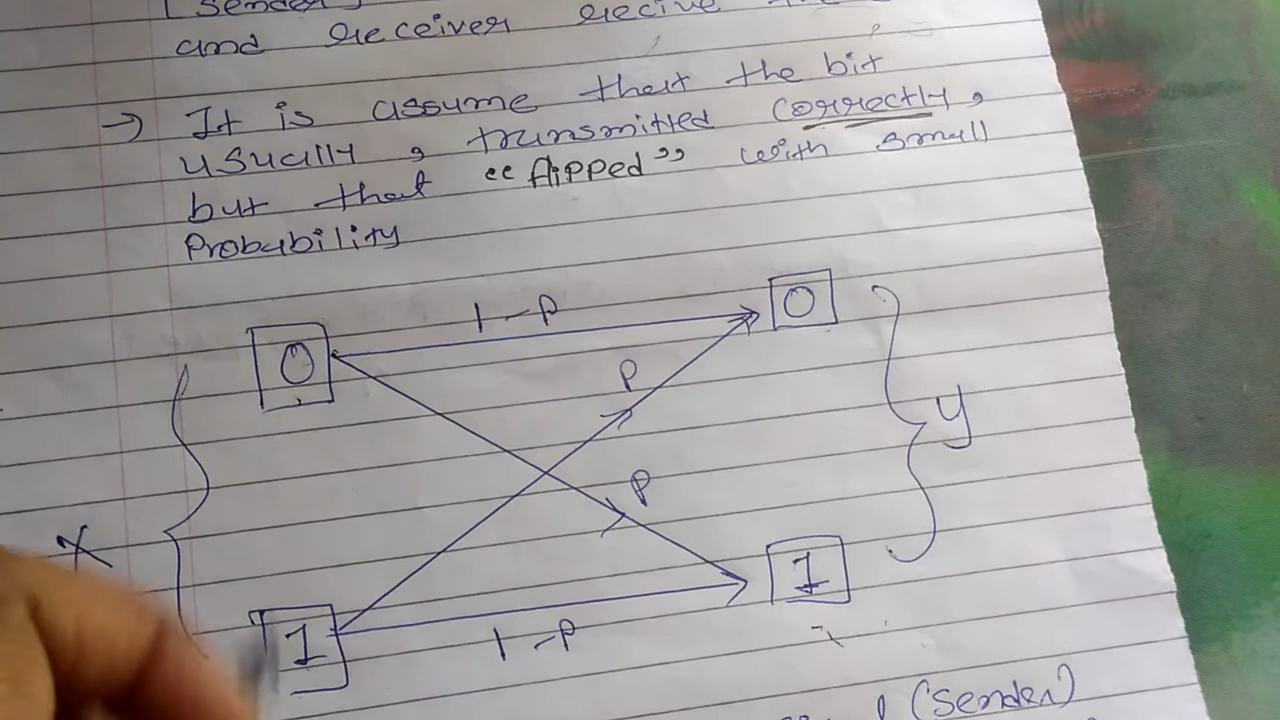 [Sender]
and receiver recive
→ It is assume that the bit
usually, transmitted correctly,
but that "flipped" with small
Probability
1-P
0
0
P
y
P
X
1
1
1-P
(Sender)